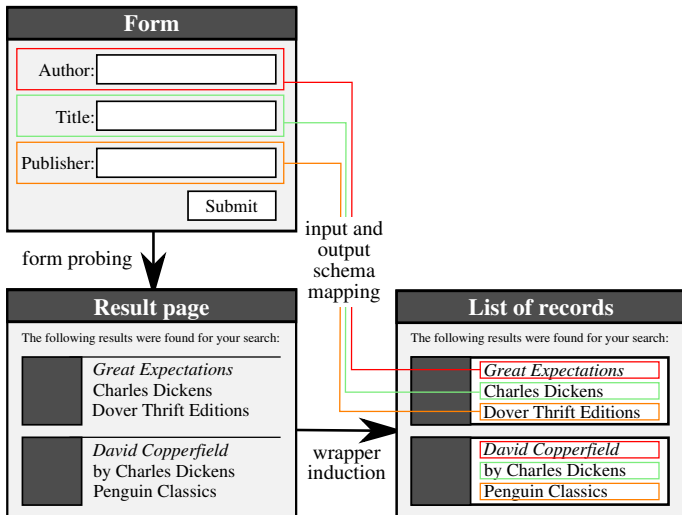 Form
Author:
Title:
Publisher:
Submit
form probing
input and
output
schema
mapping
Result page
The following results were found for your search:
Great Expectations
Charles Dickens
Dover Thrift Editions
David Copperfield
by Charles Dickens
Penguin Classics
wrapper
induction
List of records
The following results were found for your search:
Great Expectations
Charles Dickens
Dover Thrift Editions
David Copperfield
by Charles Dickens
Penguin Classics